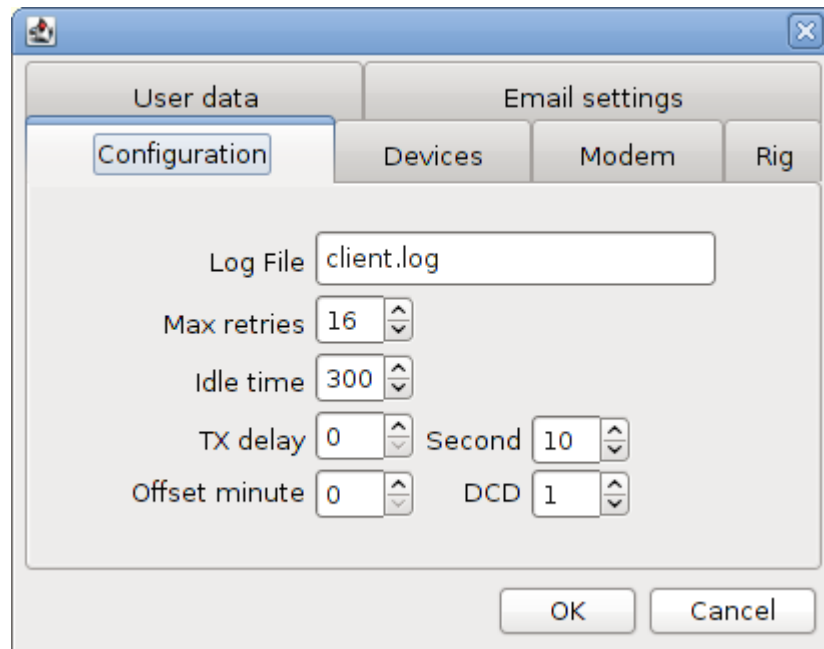 User data Email settings
Configuration Devices Modem Rig
Log File client.log
Max retries 16
Idle time 300
TX delay 0 Second 10
Offset minute 0 DCD 1
OK Cancel